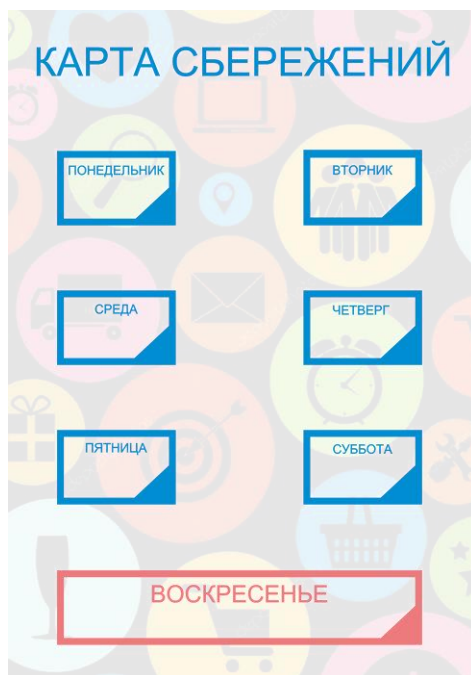 КАРТА СБЕРЕЖЕНИЙ
ПОНЕДЕЛЬНИК
ВТОРНИК
СРЕДА
ЧЕТВЕРГ
ПЯТНИЦА
СУББОТА
ВОСКРЕСЕНЬЕ